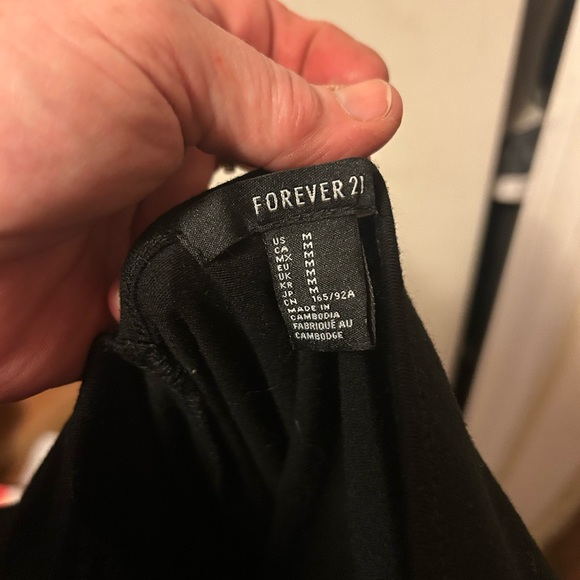 FOREVER 21
US M
CA M
MX M
EU M
UK M
KR M
JP M
CN 165/92A
MADE IN
CAMBODIA
FABRIQUÉ AU
CAMBODGE